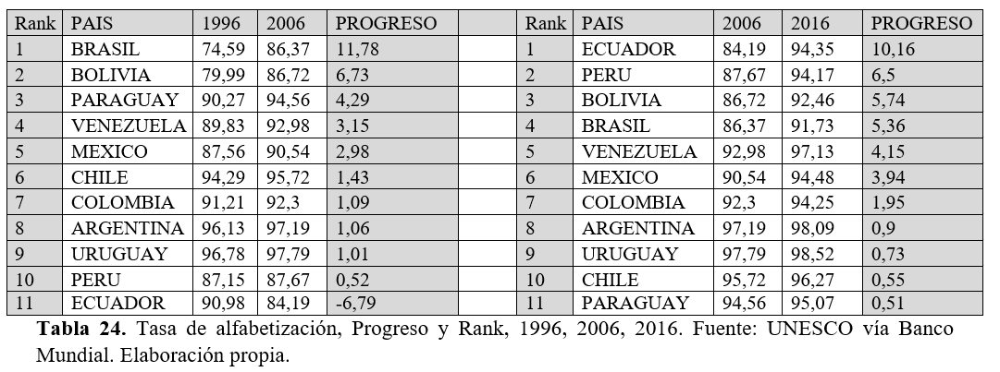 Rank PAIS 1996 2006 PROGRESO Rank PAIS 2006 2016 PROGRESO
1 BRASIL 74,59 86,37 11,78 1 ECUADOR 84,19 94,35 10,16
2 BOLIVIA 79,99 86,72 6,73 2 PERU 87,67 94,17 6,5
3 PARAGUAY 90,27 94,56 4,29 3 BOLIVIA 86,72 92,46 5,74
4 VENEZUELA 89,83 92,98 3,15 4 BRASIL 86,37 91,73 5,36
5 MEXICO 87,56 90,54 2,98 5 VENEZUELA 92,98 97,13 4,15
6 CHILE 94,29 95,72 1,43 6 MEXICO 90,54 94,48 3,94
7 COLOMBIA 91,21 92,3 1,09 7 COLOMBIA 92,3 94,25 1,95
8 ARGENTINA 96,13 97,19 1,06 8 ARGENTINA 97,19 98,09 0,9
9 URUGUAY 96,78 97,79 1,01 9 URUGUAY 97,79 98,52 0,73
10 PERU 87,15 87,67 0,52 10 CHILE 95,72 96,27 0,55
11 ECUADOR 90,98 84,19 -6,79 11 PARAGUAY 94,56 95,07 0,51
Tabla 24. Tasa de alfabetización, Progreso y Rank, 1996, 2006, 2016. Fuente: UNESCO vía Banco
Mundial. Elaboración propia.